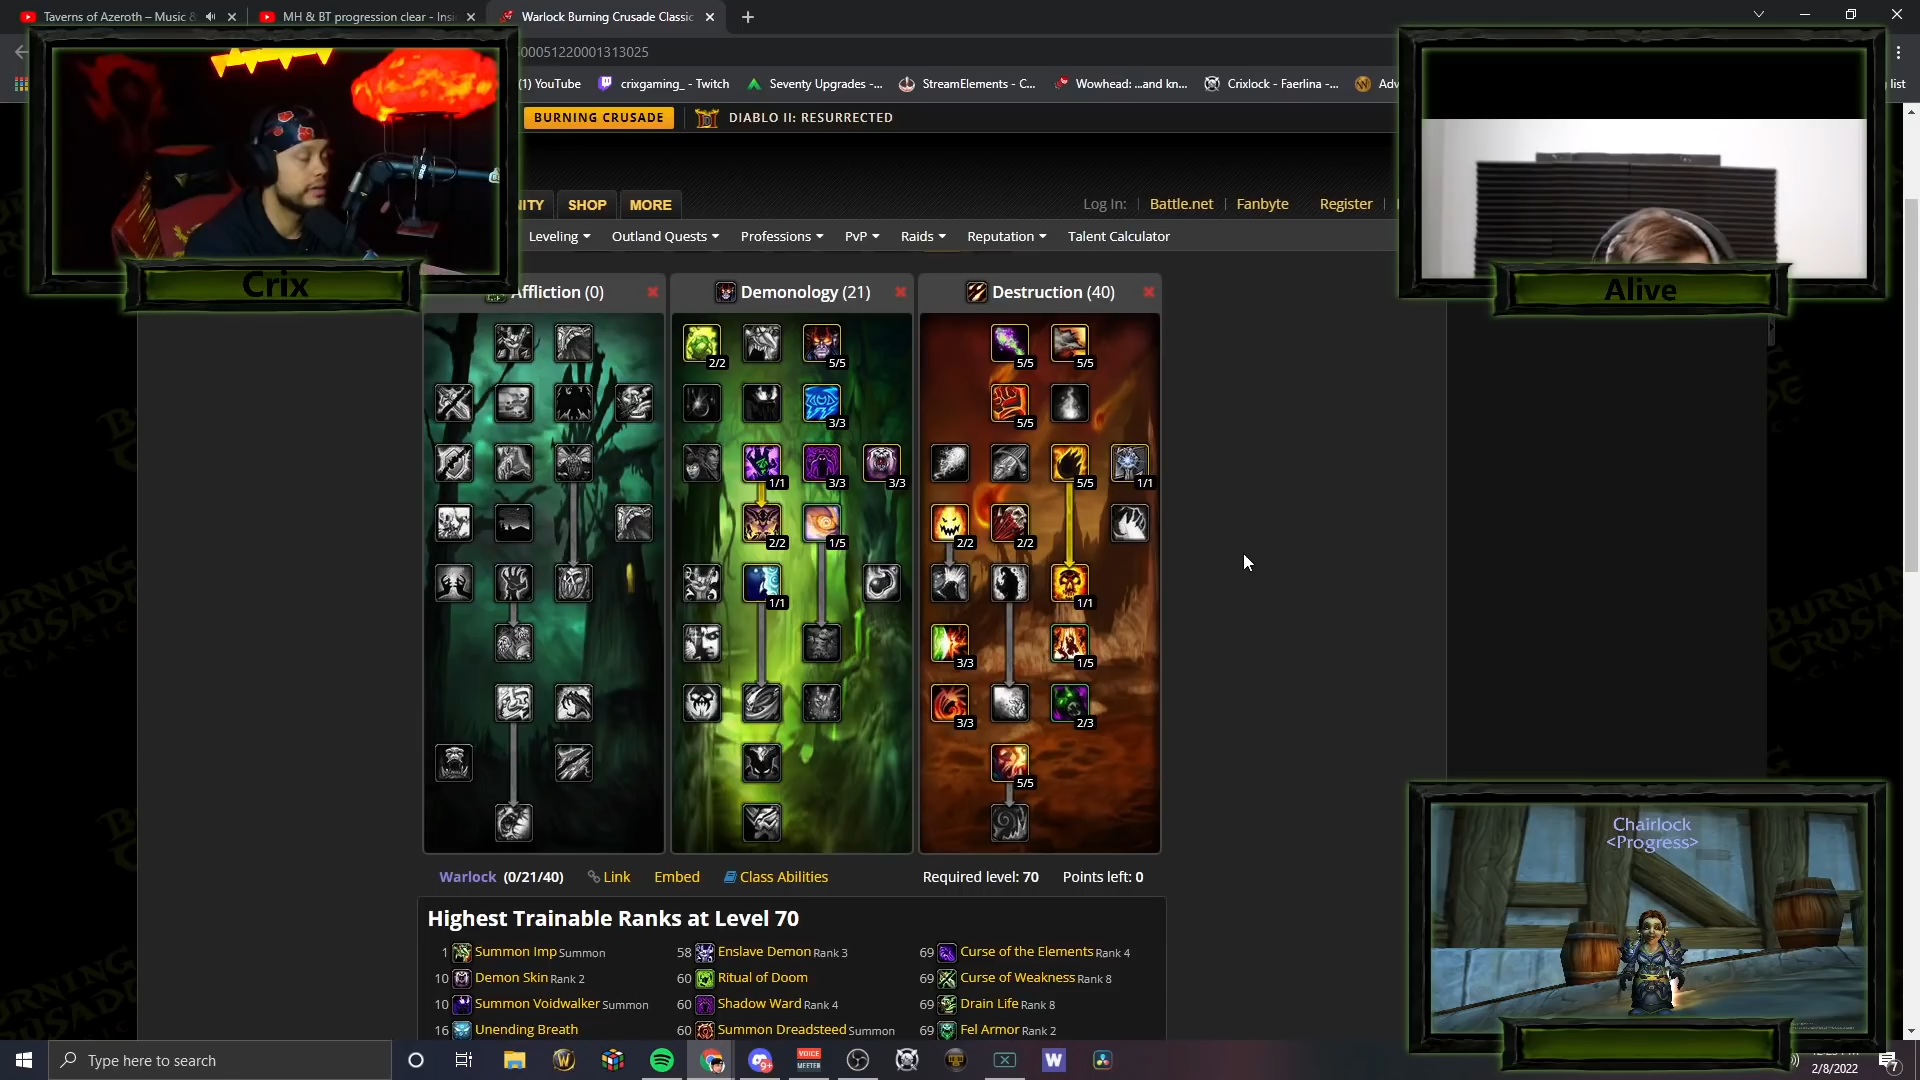 Taverns of Azeroth – Music &
MH & BT progression clear - Insi
Warlock Burning Crusade Classic
00051220001313025
(1) YouTube
crixgaming_ - Twitch
Seventy Upgrades -...
StreamElements - C...
Wowhead: ...and kn...
Crixlock - Faerlina -...
Adv
list
BURNING CRUSADE
DIABLO II: RESURRECTED
NITY
SHOP
MORE
Log In:
Battle.net
Fanbyte
Register
Leveling
Outland Quests
Professions
PvP
Raids
Reputation
Talent Calculator
Crix
Alive
Affliction (0)
Demonology (21)
Destruction (40)
2/2
5/5
5/5
5/5
3/3
5/5
1/1
3/3
3/3
5/5
1/1
2/2
1/5
2/2
2/2
1/1
1/1
3/3
1/5
3/3
2/3
5/5
Warlock (0/21/40)
Link
Embed
Class Abilities
Required level: 70
Points left: 0
Highest Trainable Ranks at Level 70
1 Summon Imp Summon
58 Enslave Demon Rank 3
69 Curse of the Elements Rank 4
10 Demon Skin Rank 2
60 Ritual of Doom
69 Curse of Weakness Rank 8
10 Summon Voidwalker Summon
60 Shadow Ward Rank 4
69 Drain Life Rank 8
16 Unending Breath
60 Summon Dreadsteed Summon
69 Fel Armor Rank 2
Chairlock
<Progress>
Type here to search
9+
VOICE
MEETER
W
2/8/2022
7